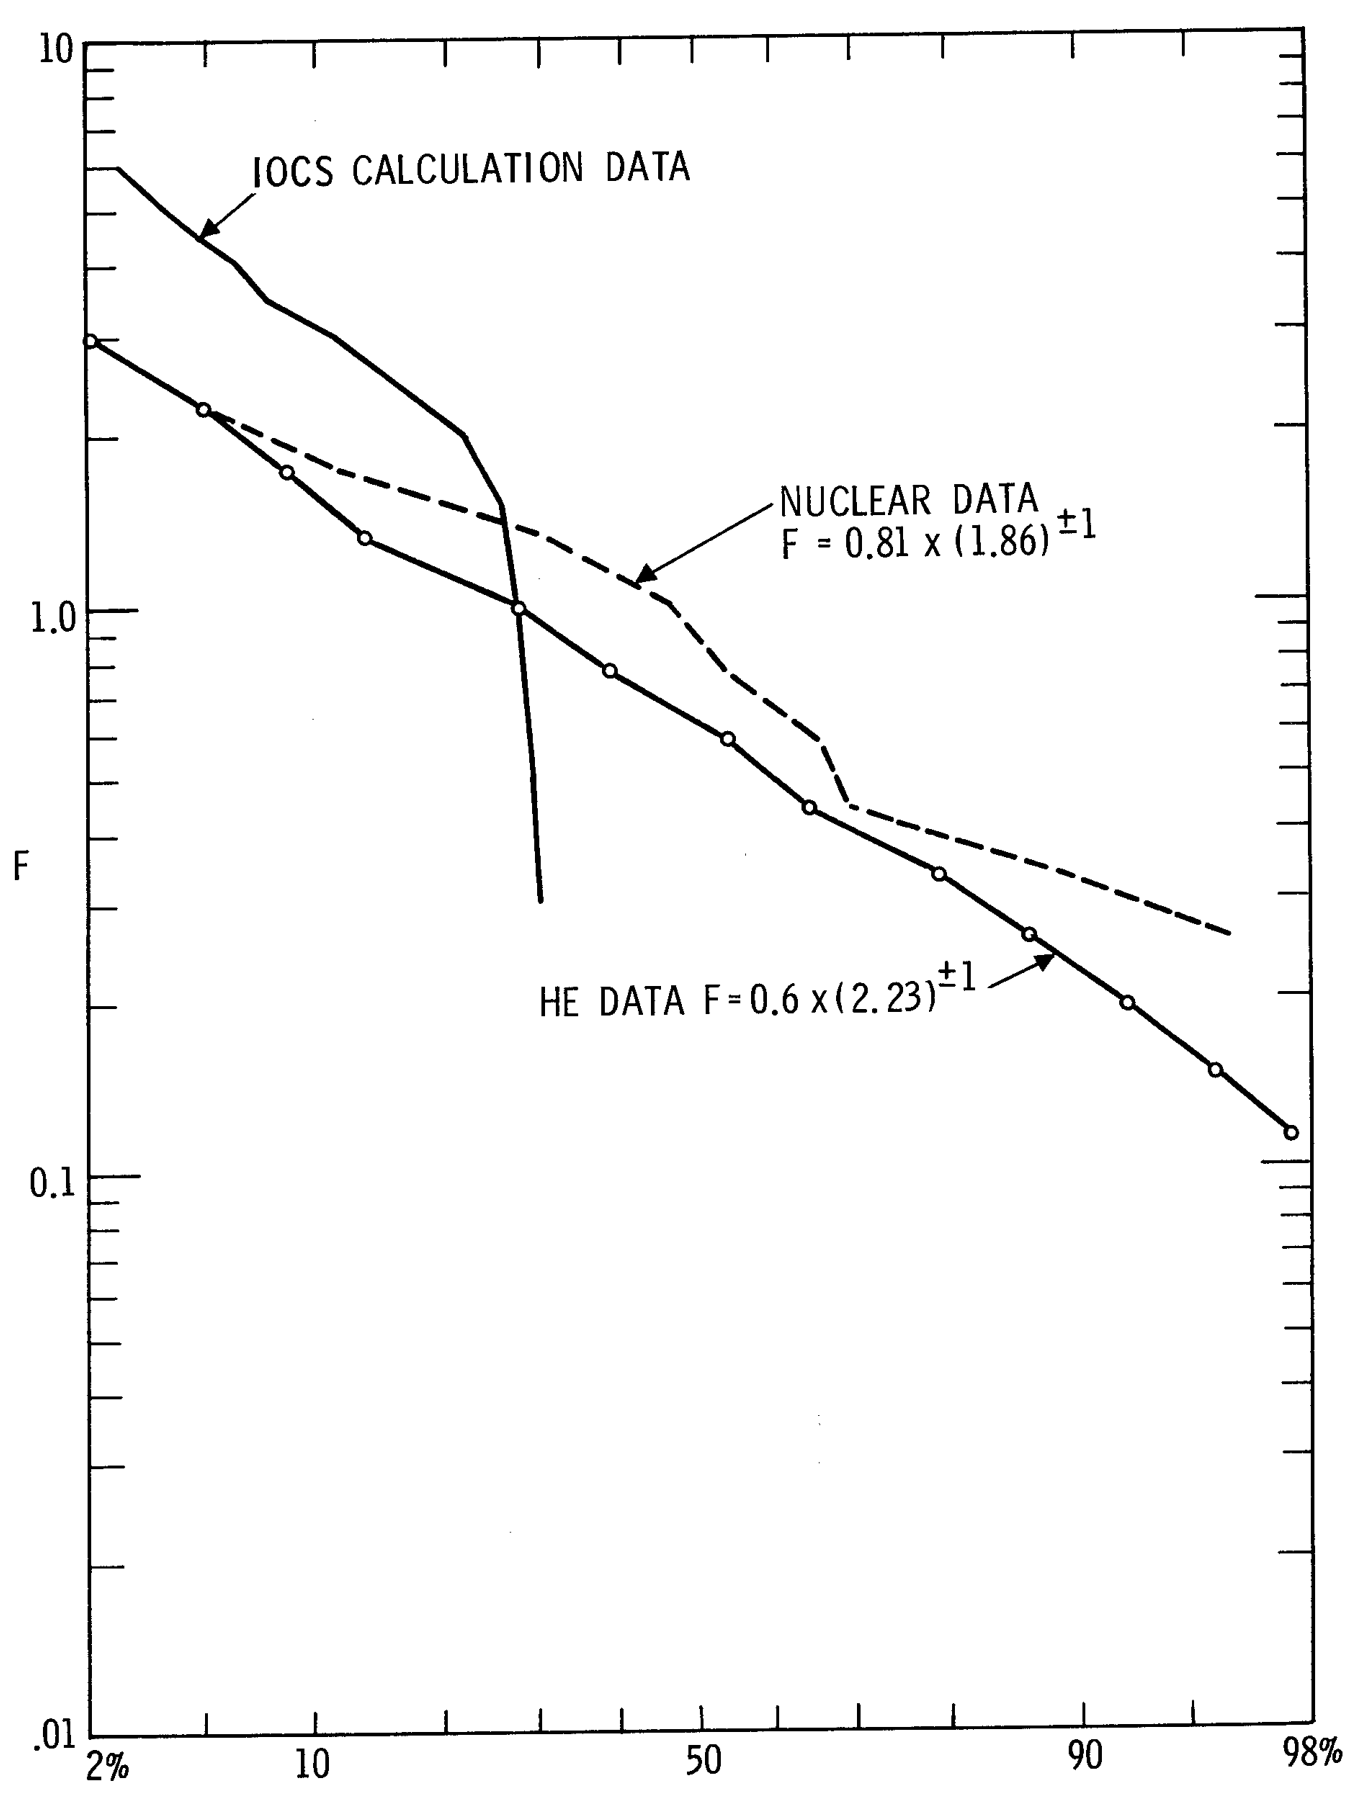 10
IOCS CALCULATION DATA
NUCLEAR DATA
F = 0.81 x (1.86) ±1
1.0
F
HE DATA F = 0.6 x (2.23) ±1
0.1
.01
2% 10 50 90 98%